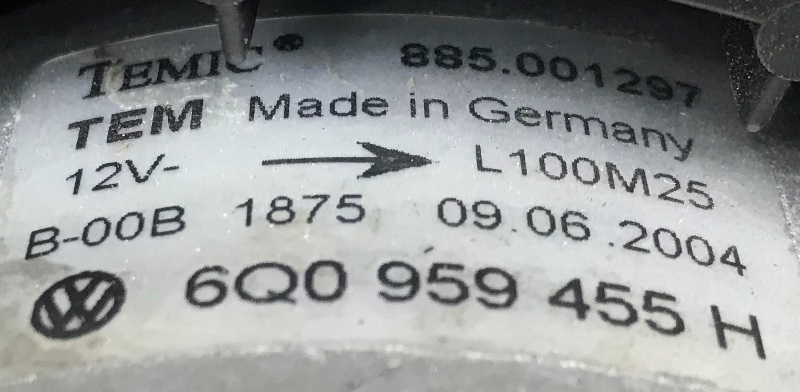 TEMIC® 885.001297
TEM Made in Germany
12V- L100M25
B-00B 1875 09.06.2004
6Q0 959 455 H